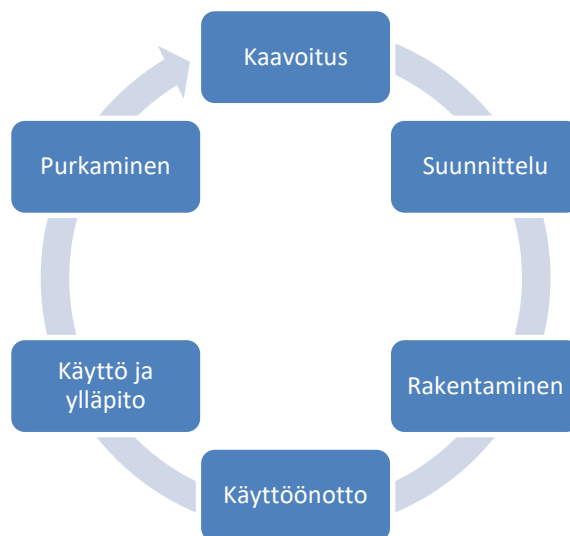 Kaavoitus
Suunnittelu
Rakentaminen
Käyttöönotto
Käyttö ja
ylläpito
Purkaminen